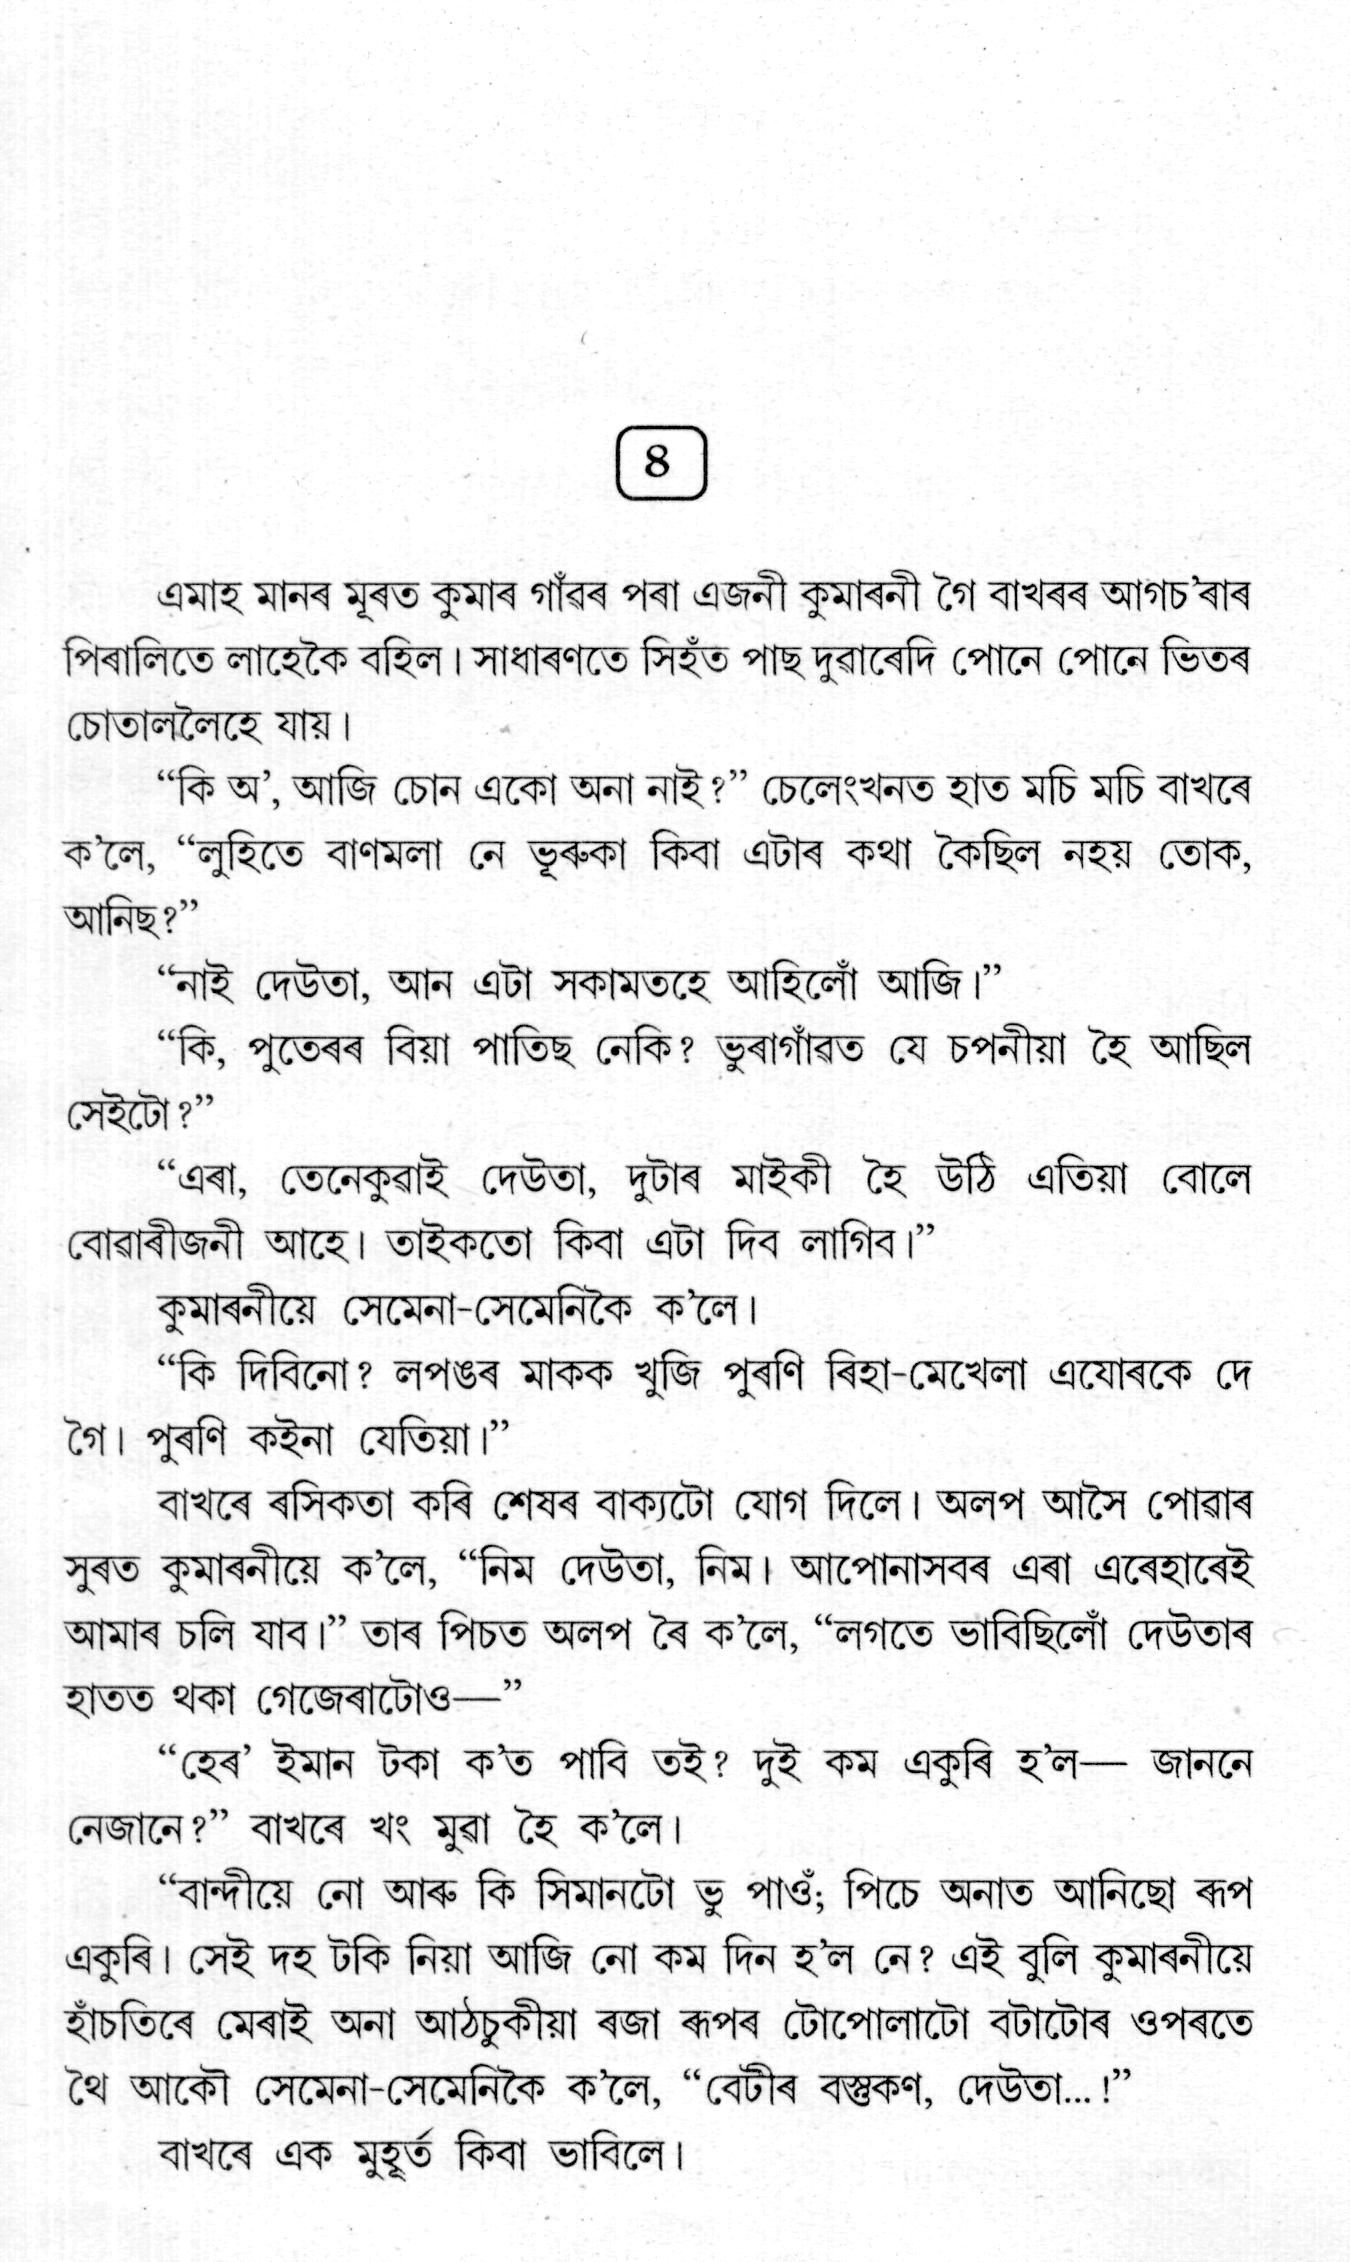 ৪
এমাহ মানৰ মূৰত কুমাৰ গাঁৱৰ পৰা এজনী কুমাৰনী গৈ বাখৰৰ আগচ’ৰাৰ
পিৰালিতে লাহেকৈ বহিল। সাধাৰণতে সিহঁত পাছ দুৱাৰেদি পোনে পোনে ভিতৰ
চোতাললৈহে যায়।
“কি অ’, আজি চোন একো অনা নাই?” চেলেংখনত হাত মচি মচি বাখৰে
ক’লে, “লুহিতে বাণমলা নে ভূৰুকা কিবা এটাৰ কথা কৈছিল নহয় তোক,
আনিছ?”
“নাই দেউতা, আন এটা সকামতহে আহিলোঁ আজি।”
“কি, পুতেৰৰ বিয়া পাতিছ নেকি? ভুৰাগাঁৱত যে চপনীয়া হৈ আছিল
সেইটো?”
“এৰা, তেনেকুৱাই দেউতা, দুটাৰ মাইকী হৈ উঠি এতিয়া বোলে
বোৱাৰীজনী আহে। তাইকতো কিবা এটা দিব লাগিব।”
কুমাৰনীয়ে সেমেনা-সেমেনিকৈ ক’লে।
“কি দিবিনো? লপঙৰ মাকক খুজি পুৰণি ৰিহা-মেখেলা এযোৰকে দে
গৈ। পুৰণি কইনা যেতিয়া।”
বাখৰে ৰসিকতা কৰি শেষৰ বাক্যটো যোগ দিলে। অলপ আসৈ পোৱাৰ
সুৰত কুমাৰনীয়ে ক’লে, “নিম দেউতা, নিম। আপোনাসবৰ এৰা এৰেহাৰেই
আমাৰ চলি যাব।” তাৰ পিচত অলপ ৰৈ ক’লে, “লগতে ভাবিছিলোঁ দেউতাৰ
হাতত থকা গেজেৰাটোও—”
“হেৰ’ ইমান টকা ক’ত পাবি তই? দুই কম একুৰি হ’ল— জাননে
নেজানে?” বাখৰে খং মুৱা হৈ ক’লে।
“বান্দীয়ে নো আৰু কি সিমানটো ভু পাওঁ; পিচে অনাত আনিছো ৰূপ
একুৰি। সেই দহ টকি নিয়া আজি নো কম দিন হ’ল নে? এই বুলি কুমাৰনীয়ে
হাঁচতিৰে মেৰাই অনা আঠচুকীয়া ৰজা ৰূপৰ টোপোলাটো বটাটোৰ ওপৰতে
থৈ আকৌ সেমেনা-সেমেনিকৈ ক’লে, “বেটীৰ বস্তুকণ, দেউতা...!”
বাখৰে এক মুহূৰ্ত কিবা ভাবিলে।